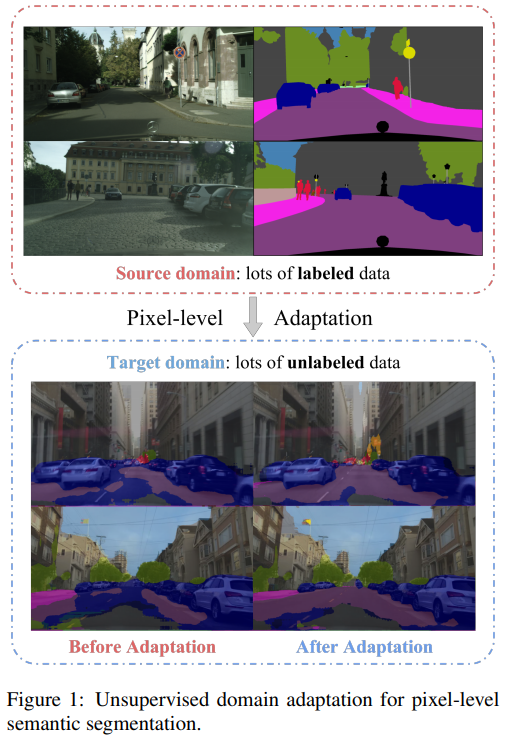 Source domain: lots of labeled data
Pixel-level Adaptation
Target domain: lots of unlabeled data
Before Adaptation
After Adaptation
Figure 1: Unsupervised domain adaptation for pixel-level
semantic segmentation.